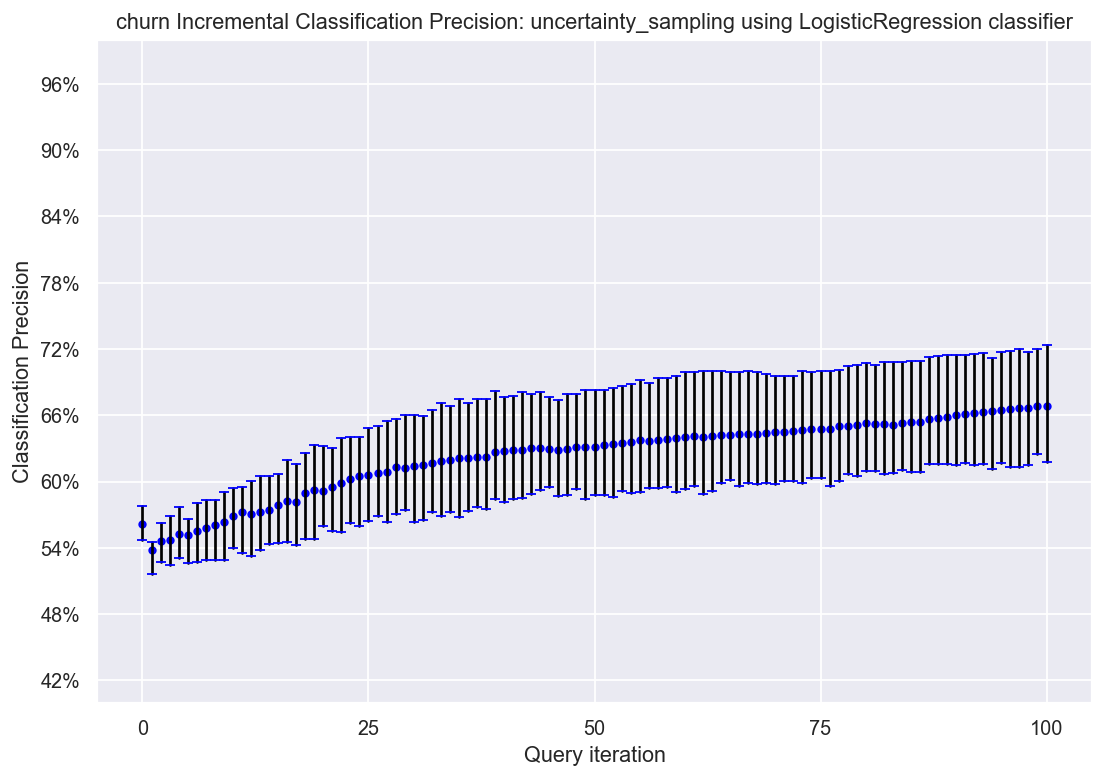 churn Incremental Classification Precision: uncertainty_sampling using LogisticRegression classifier
96%
90%
84%
78%
72%
66%
60%
54%
48%
42%
Classification Precision
0 25 50 75 100
Query iteration